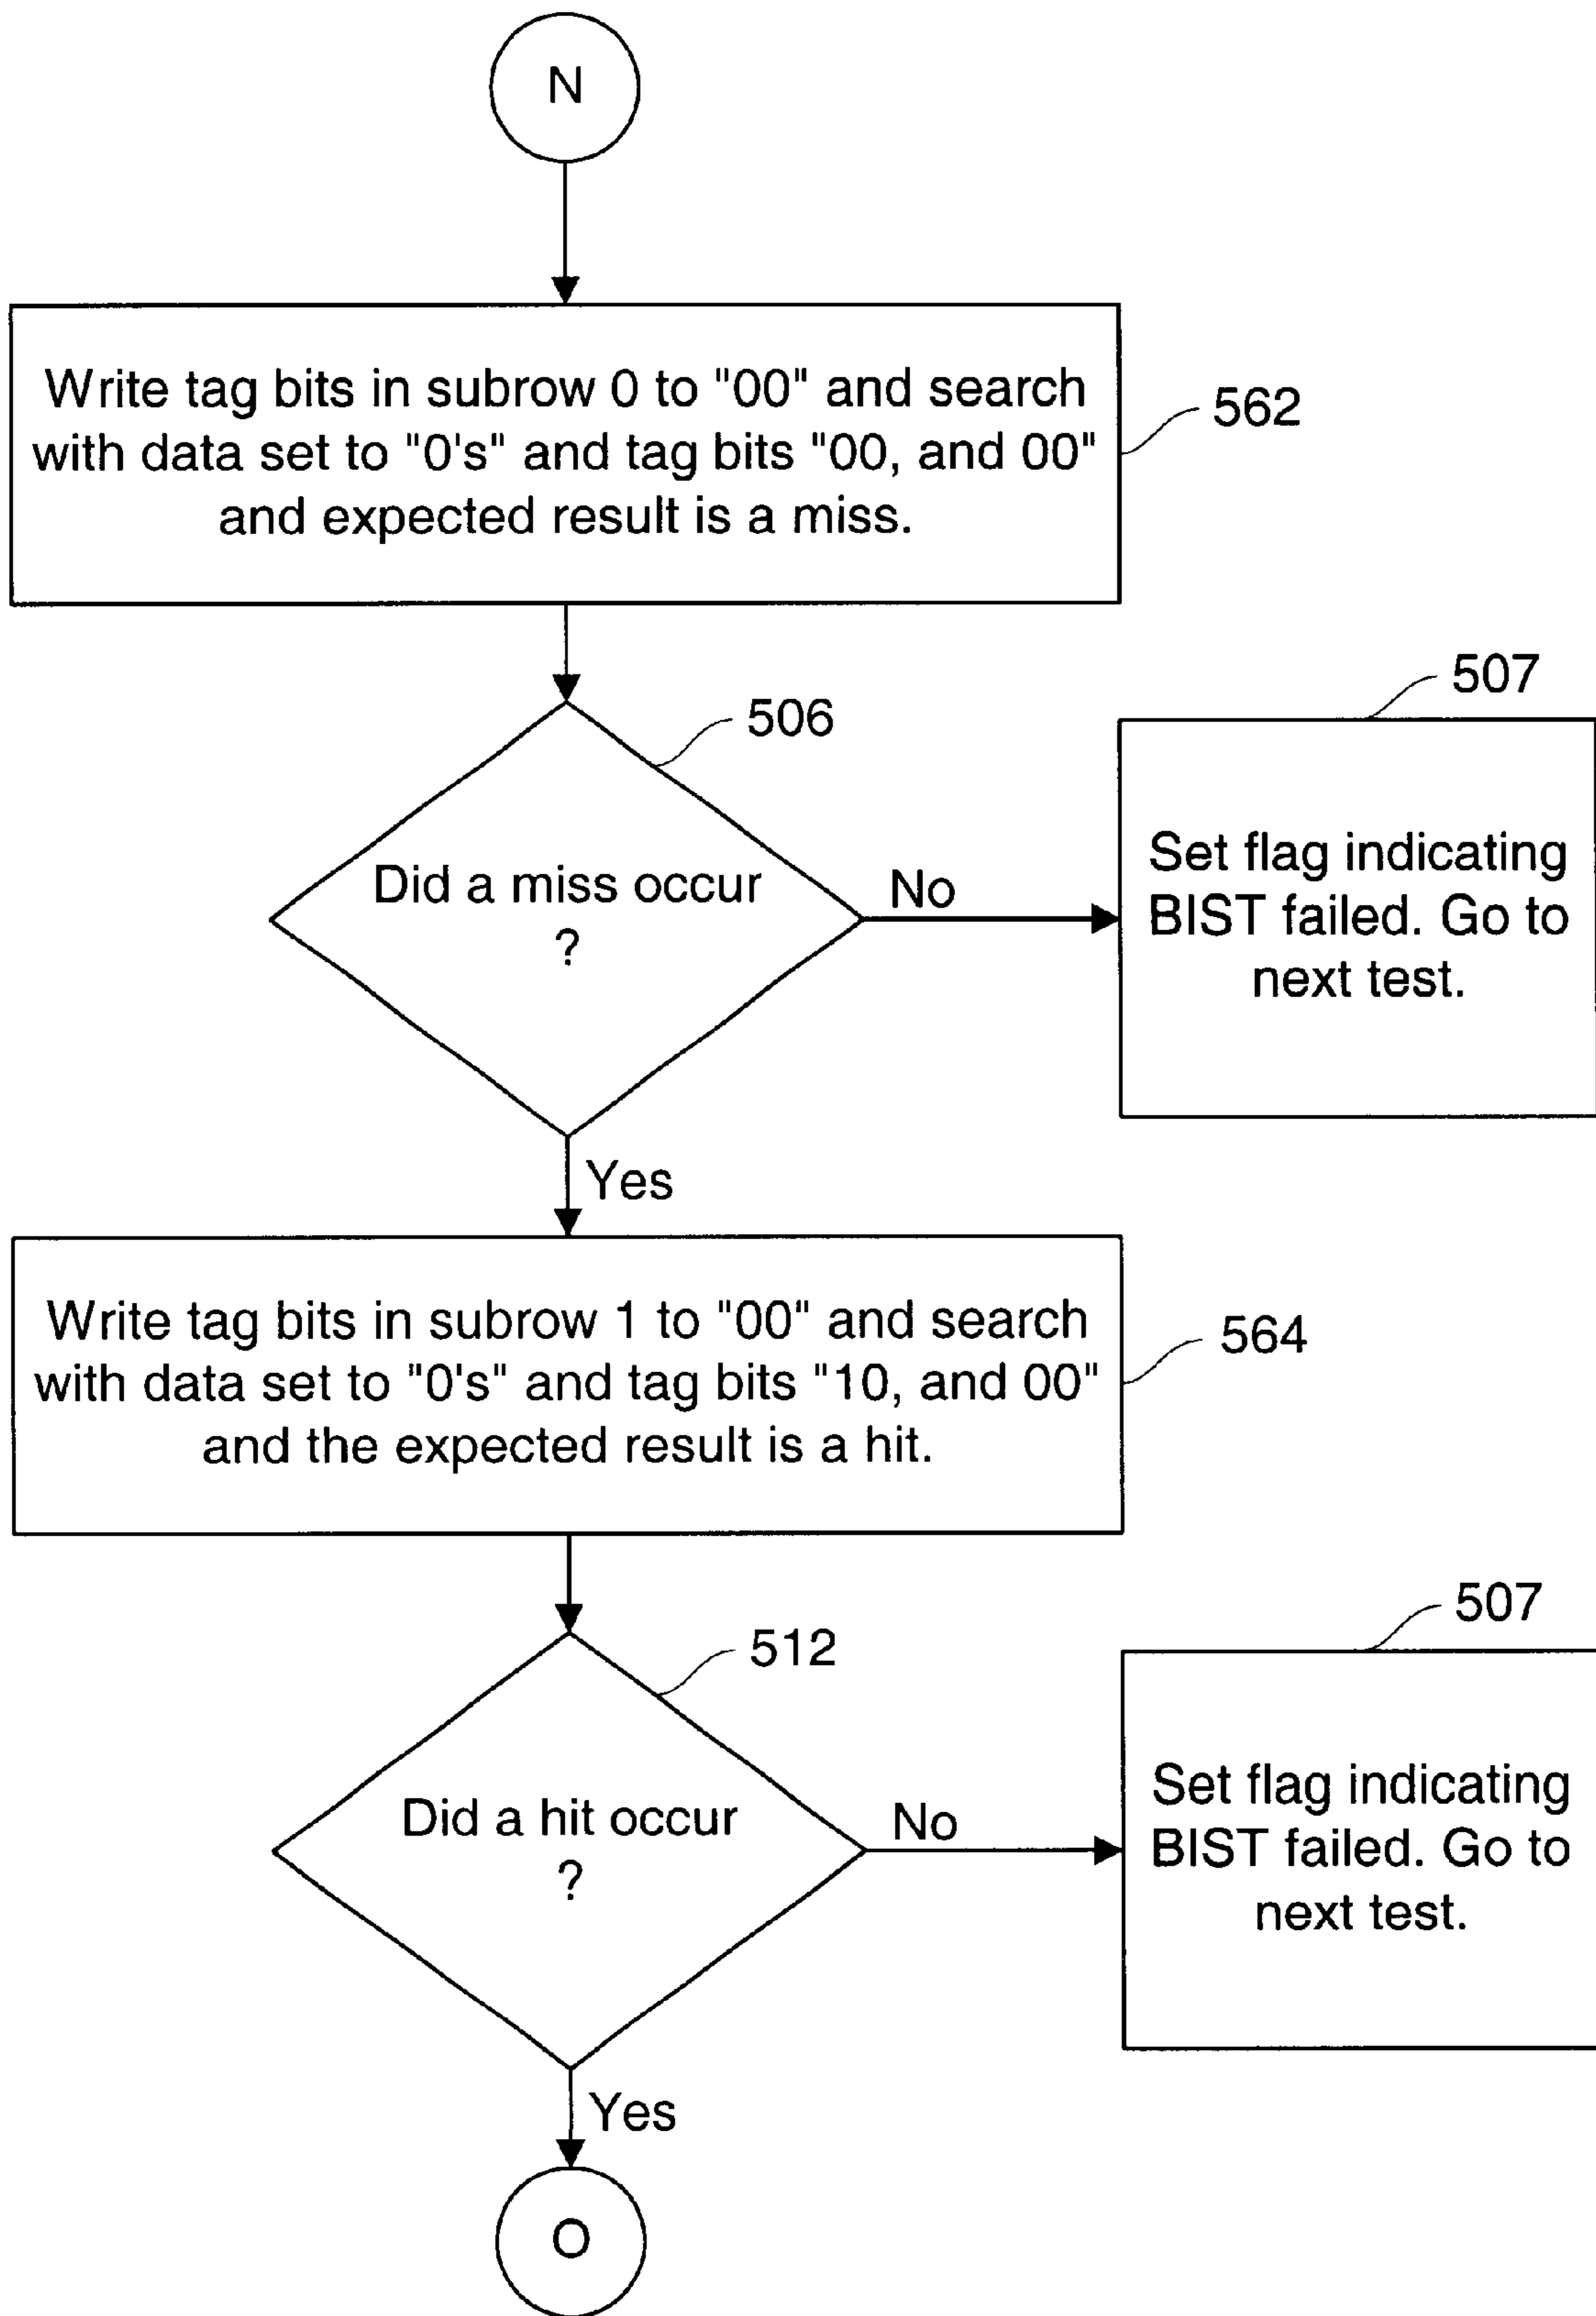 N
Write tag bits in subrow 0 to "00" and search
with data set to "0's" and tag bits "00, and 00"
and expected result is a miss.
562
506
507
Did a miss occur
?
No
Set flag indicating
BIST failed. Go to
next test.
Yes
Write tag bits in subrow 1 to "00" and search
with data set to "0's" and tag bits "10, and 00"
and the expected result is a hit.
564
512
507
Did a hit occur
?
No
Set flag indicating
BIST failed. Go to
next test.
Yes
O